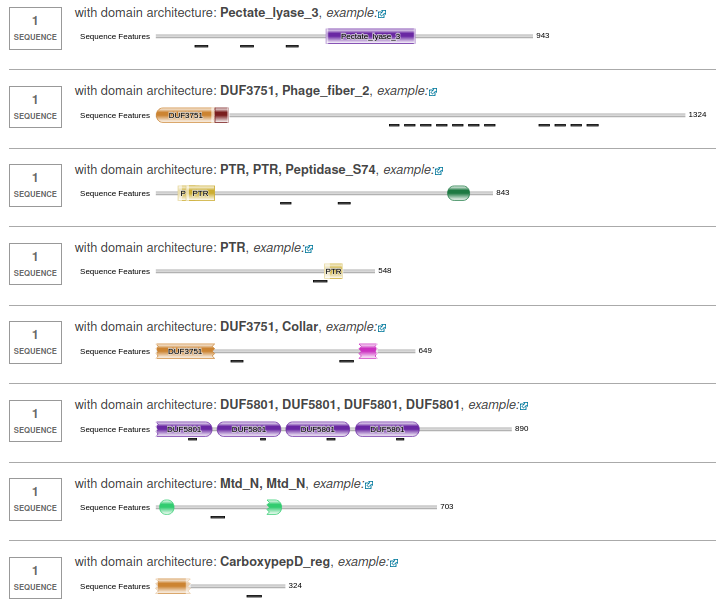 1
SEQUENCE
with domain architecture: Pectate_lyase_3, example:
Sequence Features Pectate_lyase_3 943
1
SEQUENCE
with domain architecture: DUF3751, Phage_fiber_2, example:
Sequence Features DUF3751 1324
1
SEQUENCE
with domain architecture: PTR, PTR, Peptidase_S74, example:
Sequence Features P PTR 843
1
SEQUENCE
with domain architecture: PTR, example:
Sequence Features PTR 548
1
SEQUENCE
with domain architecture: DUF3751, Collar, example:
Sequence Features DUF3751 649
1
SEQUENCE
with domain architecture: DUF5801, DUF5801, DUF5801, DUF5801, example:
Sequence Features DUF5801 DUF5801 DUF5801 DUF5801 890
1
SEQUENCE
with domain architecture: Mtd_N, Mtd_N, example:
Sequence Features 703
1
SEQUENCE
with domain architecture: CarboxypepD_reg, example:
Sequence Features 324